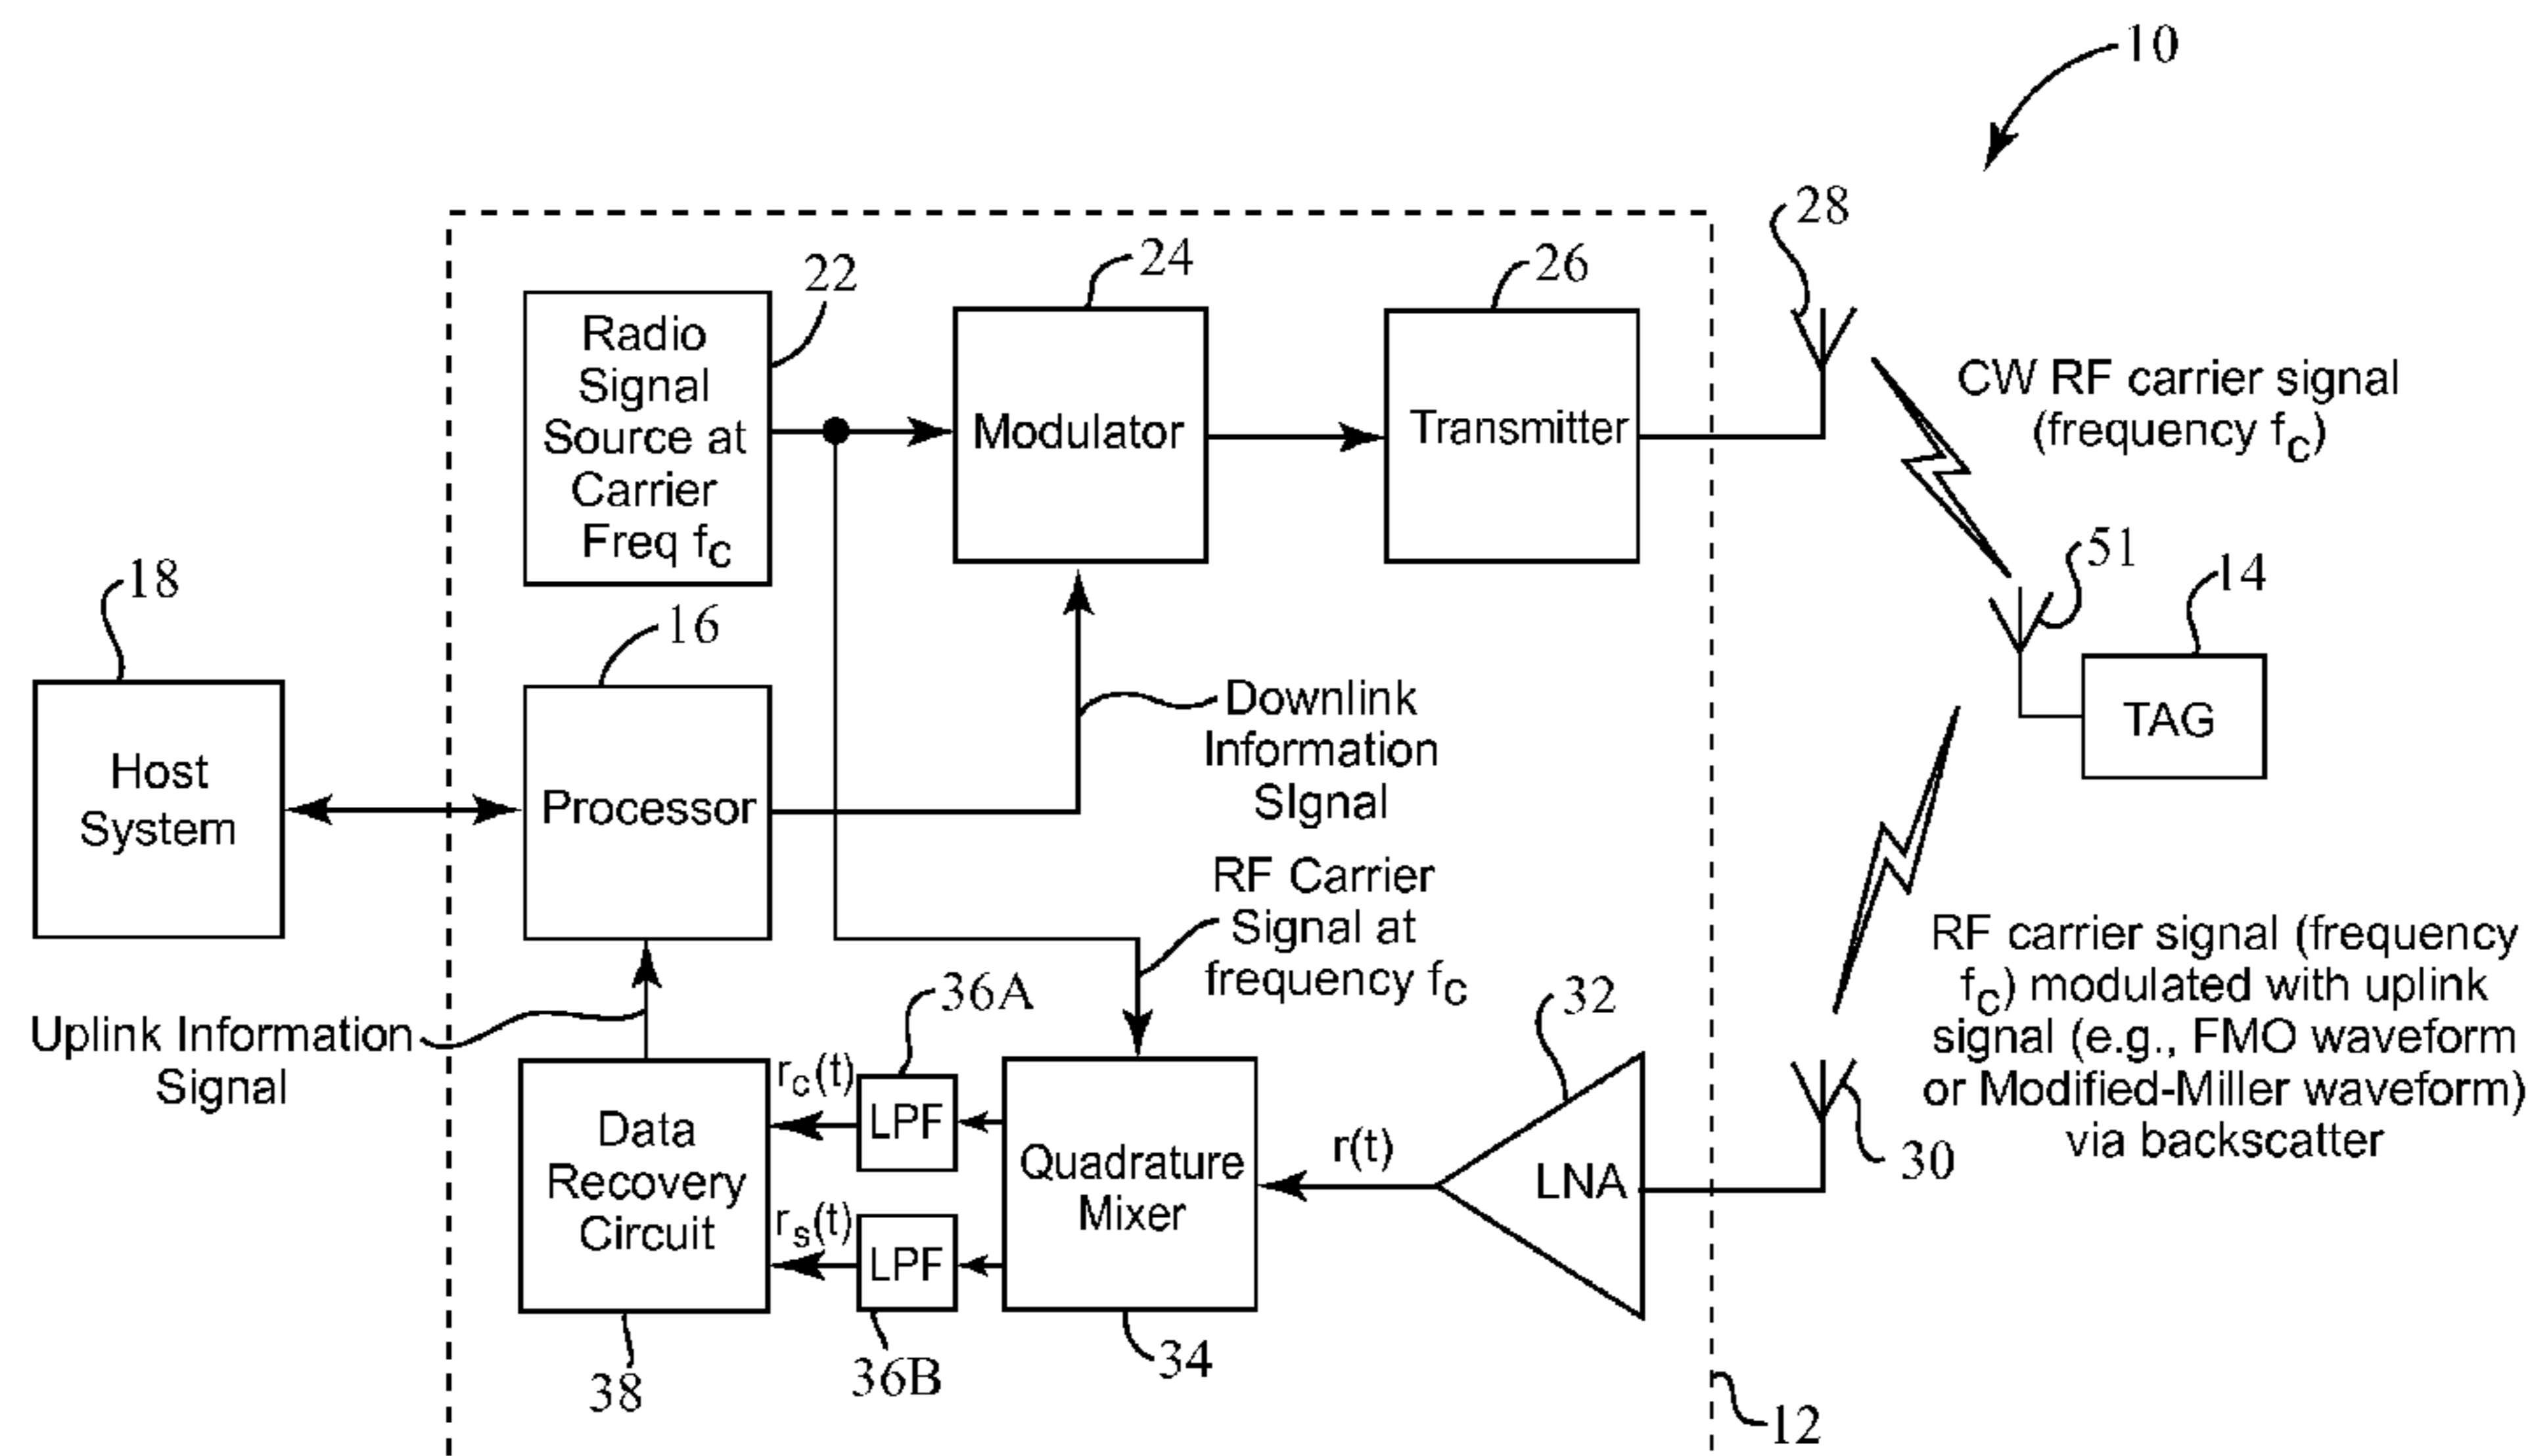 10
28
22
24
26
Radio
Signal
Source at
Carrier
Freq fc
Modulator
Transmitter
CW RF carrier signal
(frequency fc)
51
14
TAG
18
16
Host
System
Processor
Downlink
Information
SIgnal
RF Carrier
Signal at
frequency fc
RF carrier signal (frequency
fc) modulated with uplink
signal (e.g., FMO waveform
or Modified-Miller waveform)
via backscatter
Uplink Information
Signal
36A
32
rc(t)
LPF
Data
Recovery
Circuit
rs(t)
LPF
Quadrature
Mixer
r(t)
LNA
30
38
36B
34
12